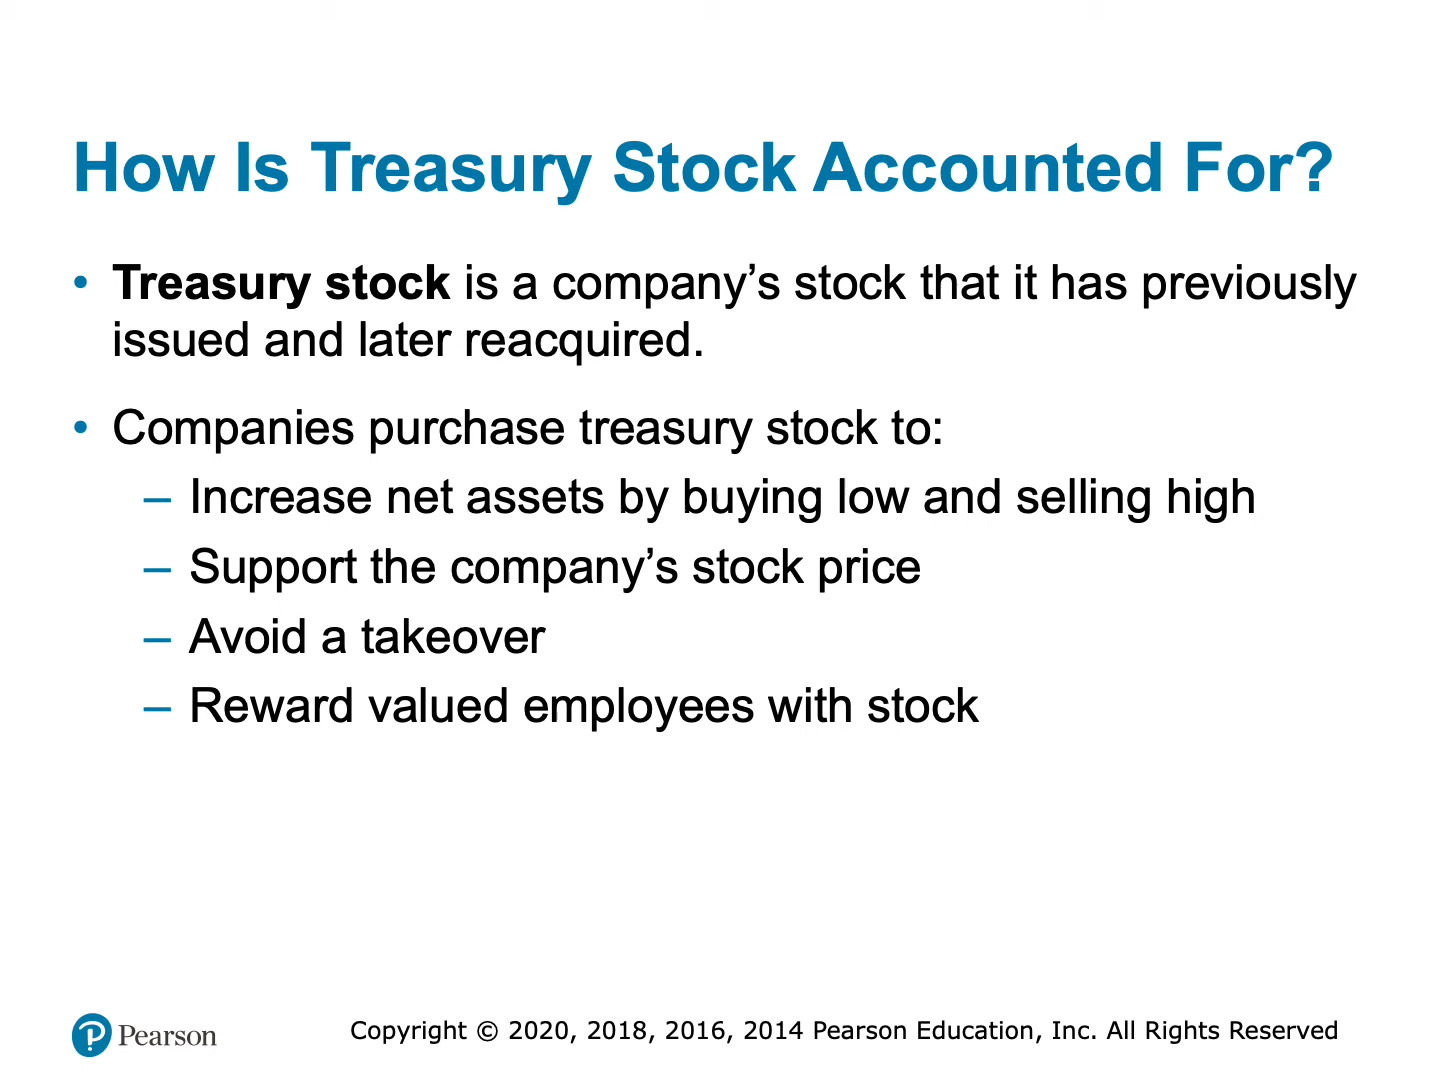 How Is Treasury Stock Accounted For?
• Treasury stock is a company’s stock that it has previously
issued and later reacquired.
• Companies purchase treasury stock to:
– Increase net assets by buying low and selling high
– Support the company’s stock price
– Avoid a takeover
– Reward valued employees with stock
Pearson
Copyright © 2020, 2018, 2016, 2014 Pearson Education, Inc. All Rights Reserved